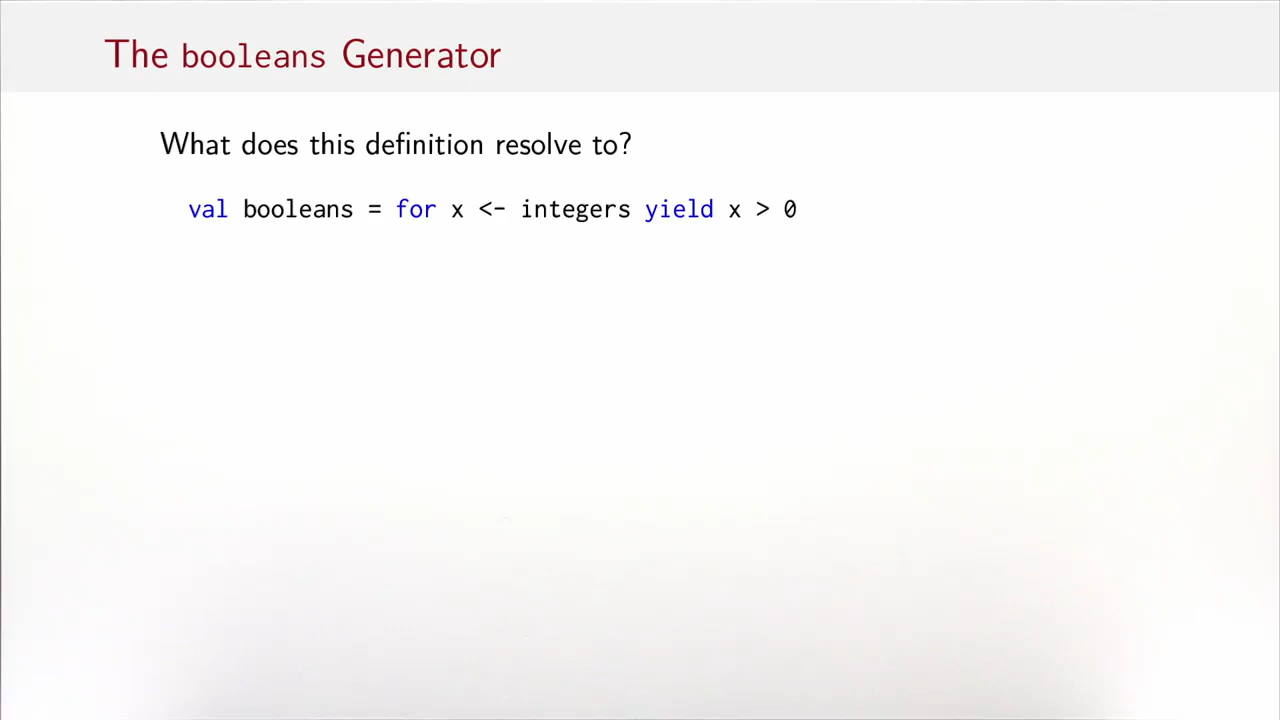 The booleans Generator
What does this definition resolve to?
val booleans = for x <- integers yield x > 0